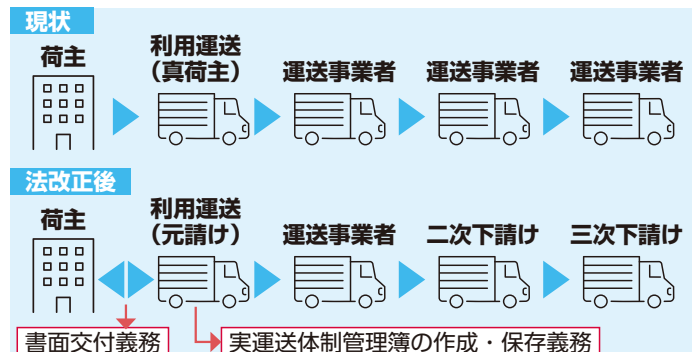 現状
荷主
利用運送
（真荷主）
運送事業者
運送事業者
運送事業者
法改正後
荷主
利用運送
（元請け）
運送事業者
二次下請け
三次下請け
書面交付義務
実運送体制管理簿の作成・保存義務